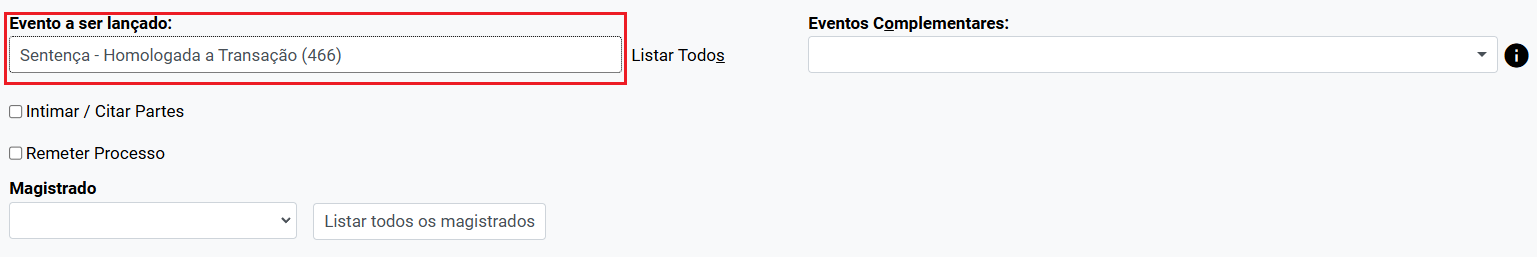 Evento a ser lançado:
Eventos Complementares:
Sentença - Homologada a Transação (466)
Listar Todos
Intimar / Citar Partes
Remeter Processo
Magistrado
Listar todos os magistrados